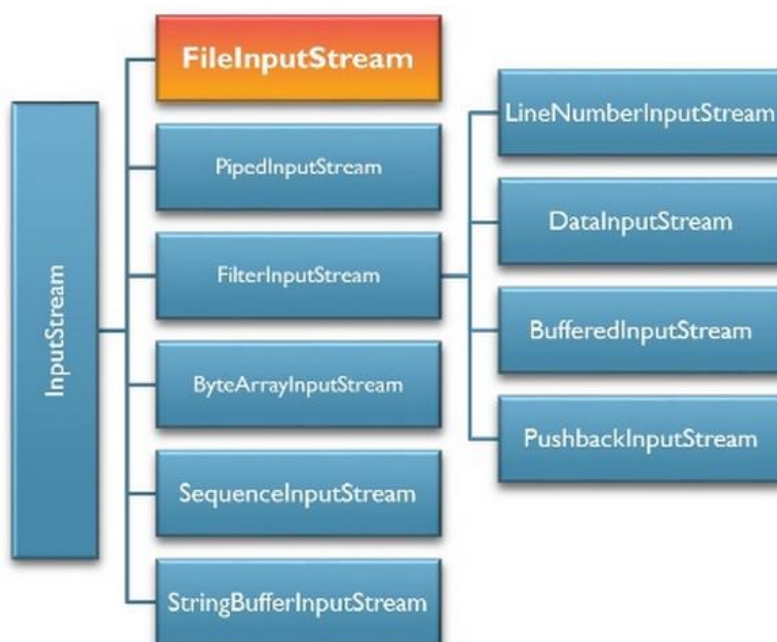 InputStream
FileInputStream
PipedInputStream
FilterInputStream
ByteArrayInputStream
SequenceInputStream
StringBufferInputStream
LineNumberInputStream
DataInputStream
BufferedInputStream
PushbackInputStream